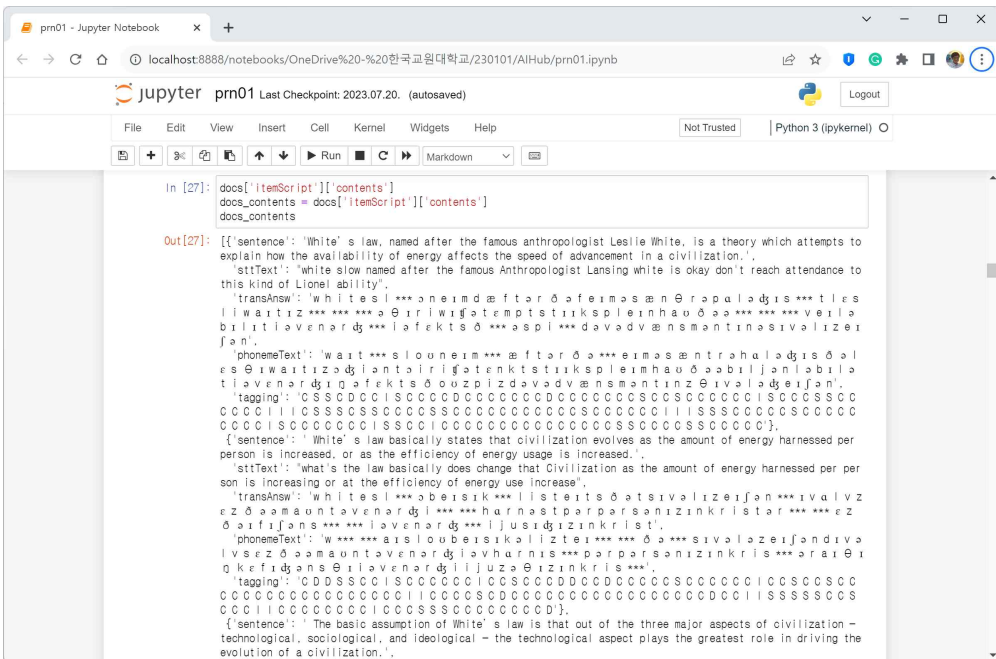 prn01 - Jupyter Notebook
localhost:8888/notebooks/OneDrive%20-%20한국교원대학교/230101/AIHub/prn01.ipynb
jupyter prn01 Last Checkpoint: 2023.07.20. (autosaved)
Logout
File Edit View Insert Cell Kernel Widgets Help
Not Trusted
Python 3 (ipykernel)
Run
Markdown
In [27]: docs['itemScript']['contents']
docs_contents = docs['itemScript']['contents']
docs_contents
Out[27]: [{'sentence': 'White's law, named after the famous anthropologist Leslie White, is a theory which attempts to
explain how the availability of energy affects the speed of advancement in a civilization.',
'sttText': "white slow named after the famous Anthropologist Lansing white is okay don't reach attendance to
this kind of Lionel ability",
'transAnsw': 'w h i t e s l *** ɔ n e ɪ m d æ f t ə r ð ə f e ɪ m ə s æ n θ r ə p ɑ l ə ʤ ɪ s *** t l ɛ s
l i w a ɪ t ɪ z *** *** *** ə θ ɪ r i w ɪ ʧ ə t ɛ m p t s t ɪ ɪ k s p l e ɪ n h a ʊ ð ə ə *** *** *** v e ɪ l ə
b ɪ l ɪ t i ə v ɛ n ə r ʤ *** i ə f ɛ k t s ð *** ə s p i *** d ə v ə d v æ n s m ə n t ɪ n ə s ɪ v ə l ɪ z e ɪ
ʃ ə n',
'phonemeText': 'w a ɪ t *** s l o ʊ n e ɪ m *** æ f t ə r ð ə *** e ɪ m ə s æ n t r ə h ɑ l ə ʤ ɪ s ð ə l
ɛ s θ ɪ w a ɪ t ɪ z ə ʤ i ə n t ə ɪ r i ʧ ə t ɛ n k t s t ɪ ɪ k s p l e ɪ m h a ʊ ð ə ə b ɪ l j ə n l ə b ɪ l ə
t i ə v ɛ n ə r ʤ ɪ ŋ ə f ɛ k t s ð o ʊ z p i z d ə v ə d v æ n s m ə n t ɪ n z θ ɪ v ə l ə ʤ e ɪ ʃ ə n',
{'sentence': ' White's law basically states that civilization evolves as the amount of energy harnessed per
person is increased, or as the efficiency of energy usage is increased.',
'sttText': "what's the law basically does change that Civilization as the amount of energy harnessed per per
son is increasing or at the efficiency of energy use increase",
'transAnsw': 'w h i t e s l *** ɔ b e ɪ s ɪ k *** l i s t e ɪ t s ð ə t s ɪ v ə l ɪ z e ɪ ʃ ə n *** ɪ v ɑ l v z
ɛ z ð ə ə m a ʊ n t ə v ɛ n ə r ʤ i *** *** h ɑ r n ə s t p ə r p ə r s ə n ɪ z ɪ n k r i s t ə r *** *** ɛ z
ð ə ɪ f ɪ ʃ ə n s *** *** i ə v ɛ n ə r ʤ *** i j u s ɪ ʤ ɪ z ɪ n k r i s t',
{'sentence': ' The basic assumption of White's law is that out of the three major aspects of civilization –
technological, sociological, and ideological – the technological aspect plays the greatest role in driving the
evolution of a civilization.',